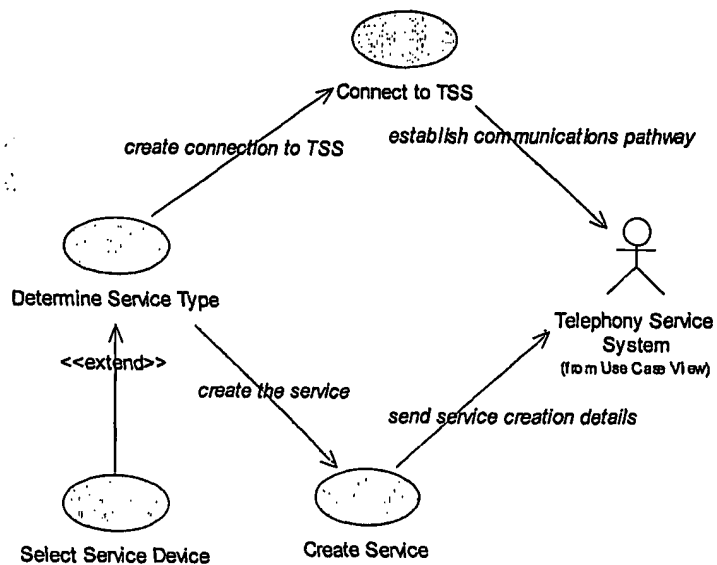 Connect to TSS
create connection to TSS
establish communications pathway
Determine Service Type
Telephony Service
System
(from Use Case View)
<<extend>>
create the service
send service creation details
Select Service Device
Create Service